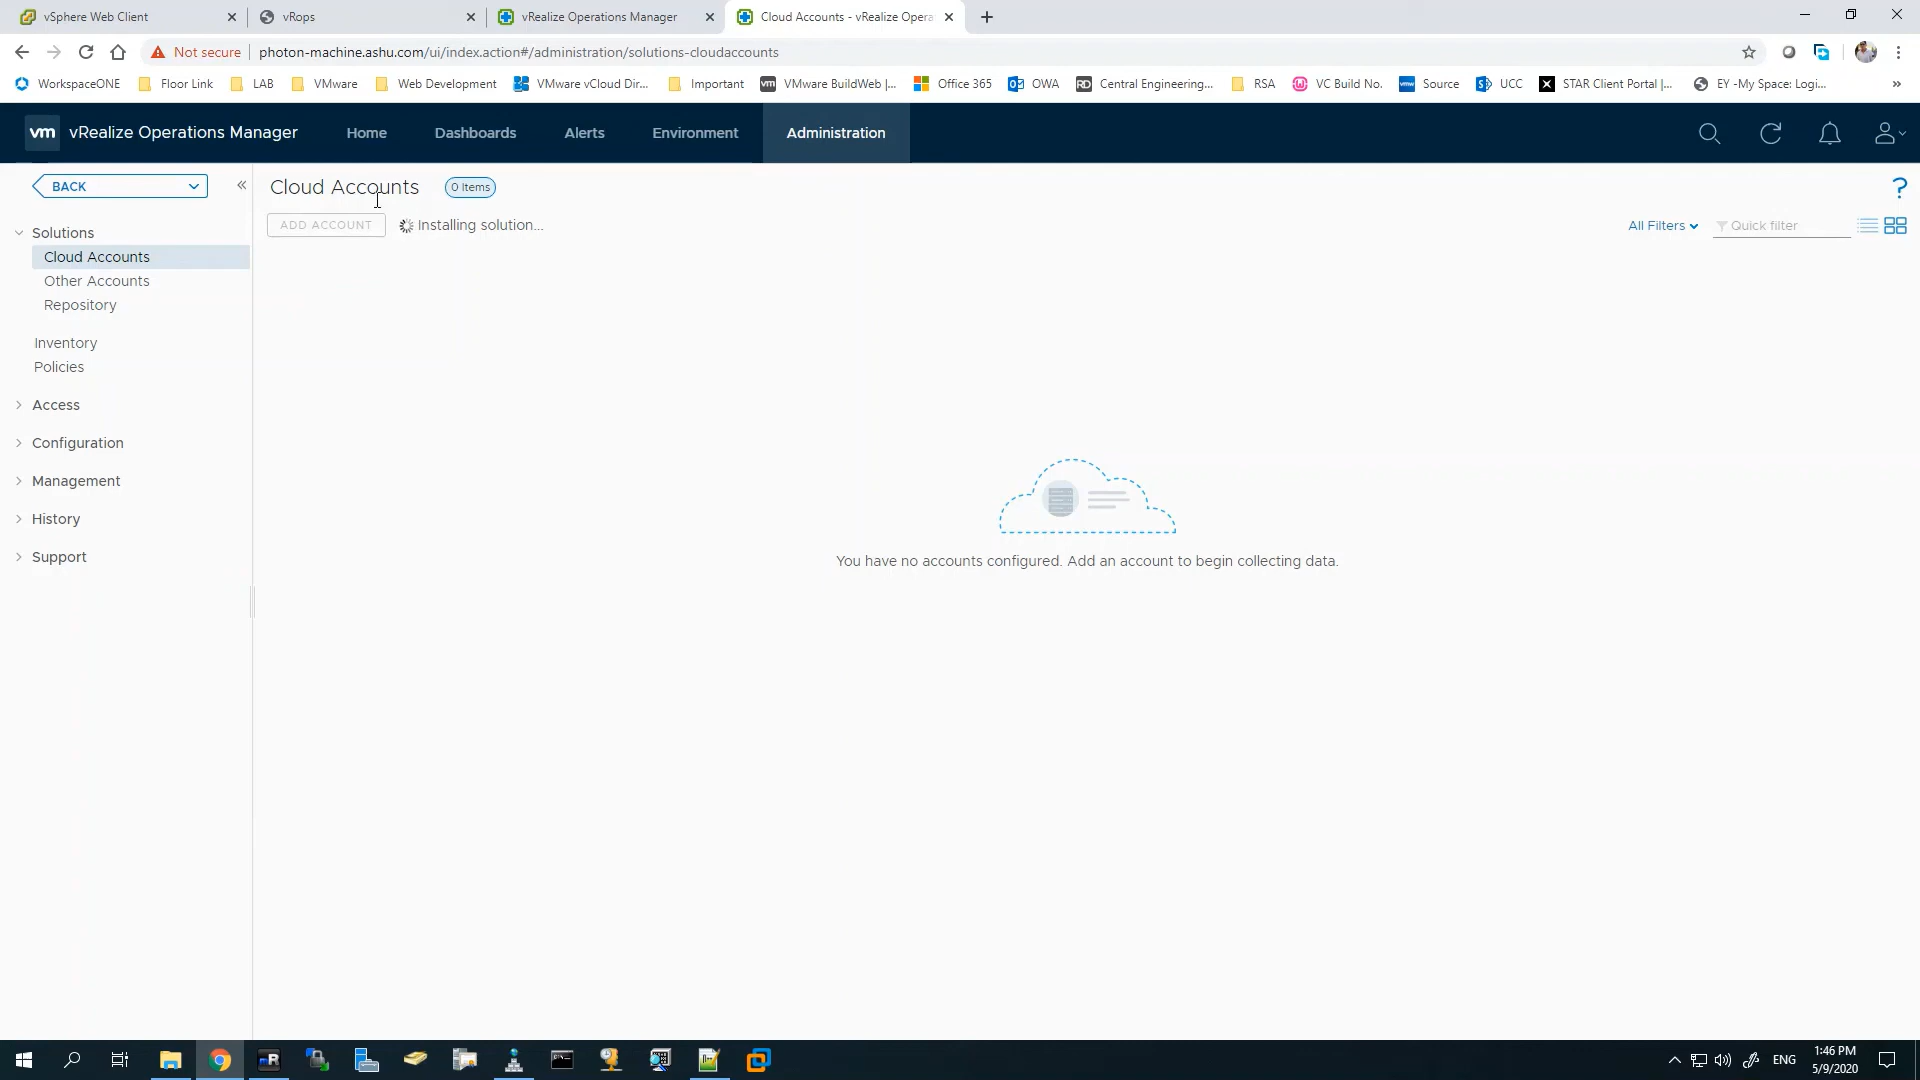 vSphere Web Client
vRops
vRealize Operations Manager
Cloud Accounts - vRealize Opera
Not secure
photon-machine.ashu.com/ui/index.action#/administration/solutions-cloudaccounts
WorkspaceONE
Floor Link
LAB
VMware
Web Development
VMware vCloud Dir...
Important
vm VMware BuildWeb |...
Office 365
OWA
RD Central Engineering...
RSA
VC Build No.
vmw Source
UCC
X STAR Client Portal |...
EY -My Space: Logi...
»
vm vRealize Operations Manager
Home
Dashboards
Alerts
Environment
Administration
BACK
«
Cloud Accounts
0 Items
?
ADD ACCOUNT
Installing solution...
All Filters
Quick filter
Solutions
Cloud Accounts
Other Accounts
Repository
Inventory
Policies
Access
Configuration
Management
History
Support
You have no accounts configured. Add an account to begin collecting data.
ENG
1:46 PM
5/9/2020